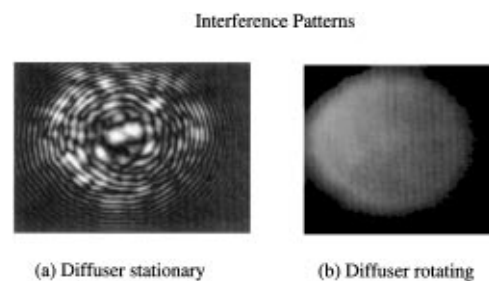 Interference Patterns
(a) Diffuser stationary
(b) Diffuser rotating